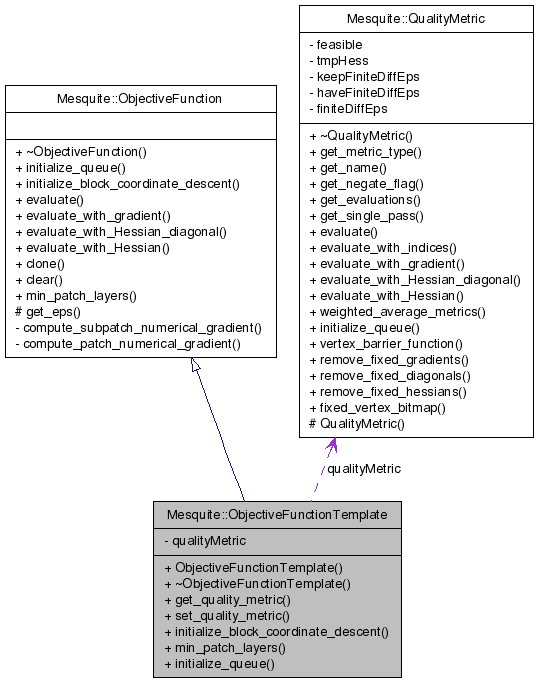 Mesquite::ObjectiveFunction
+ ~ObjectiveFunction()
+ initialize_queue()
+ initialize_block_coordinate_descent()
+ evaluate()
+ evaluate_with_gradient()
+ evaluate_with_Hessian_diagonal()
+ evaluate_with_Hessian()
+ clone()
+ clear()
+ min_patch_layers()
# get_eps()
- compute_subpatch_numerical_gradient()
- compute_patch_numerical_gradient()
Mesquite::QualityMetric
- feasible
- tmpHess
- keepFiniteDiffEps
- haveFiniteDiffEps
- finiteDiffEps
+ ~QualityMetric()
+ get_metric_type()
+ get_name()
+ get_negate_flag()
+ get_evaluations()
+ get_single_pass()
+ evaluate()
+ evaluate_with_indices()
+ evaluate_with_gradient()
+ evaluate_with_Hessian_diagonal()
+ evaluate_with_Hessian()
+ weighted_average_metrics()
+ initialize_queue()
+ vertex_barrier_function()
+ remove_fixed_gradients()
+ remove_fixed_diagonals()
+ remove_fixed_hessians()
+ fixed_vertex_bitmap()
# QualityMetric()
qualityMetric
Mesquite::ObjectiveFunctionTemplate
- qualityMetric
+ ObjectiveFunctionTemplate()
+ ~ObjectiveFunctionTemplate()
+ get_quality_metric()
+ set_quality_metric()
+ initialize_block_coordinate_descent()
+ min_patch_layers()
+ initialize_queue()